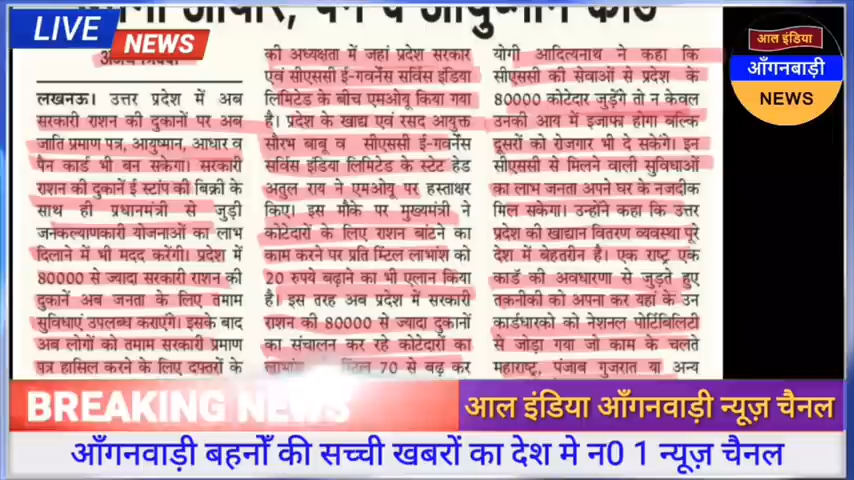 आधार, पैन व आयुष्मान कार्ड
LIVE
NEWS
आल इंडिया
आँगनबाड़ी
NEWS
लखनऊ। उत्तर प्रदेश में अब
सरकारी राशन की दुकानों पर अब
जाति प्रमाण पत्र, आयुष्मान, आधार व
पैन कार्ड भी बन सकेगा। सरकारी
राशन की दुकानें ई स्टांप की बिक्री के
साथ ही प्रधानमंत्री से जुड़ी
जनकल्याणकारी योजनाओं का लाभ
दिलाने में भी मदद करेंगी। प्रदेश में
80000 से ज्यादा सरकारी राशन की
दुकानें अब जनता के लिए तमाम
सुविधाएं उपलब्ध कराएंगे। इसके बाद
अब लोगों को तमाम सरकारी प्रमाण
पत्र हासिल करने के लिए दफ्तरों के
की अध्यक्षता में जहां प्रदेश सरकार
एवं सीएससी ई-गवर्नेंस सर्विस इंडिया
लिमिटेड के बीच एमओयू किया गया
है। प्रदेश के खाद्य एवं रसद आयुक्त
सौरभ बाबू व सीएससी ई-गवर्नेंस
सर्विस इंडिया लिमिटेड के स्टेट हेड
अतुल राय ने एमओयू पर हस्ताक्षर
किए। इस मौके पर मुख्यमंत्री ने
कोटेदारों के लिए राशन बांटने का
काम करने पर प्रति म्टिल लाभांश को
20 रुपये बढ़ाने का भी एलान किया
है। इस तरह अब प्रदेश में सरकारी
राशन की 80000 से ज्यादा दुकानों
का संचालन कर रहे कोटेदारों का
70 से बढ़ कर
योगी आदित्यनाथ ने कहा कि
सीएससी की सेवाओं से प्रदेश के
80000 कोटेदार जुड़ेंगे तो न केवल
उनकी आय में इजाफा होगा बल्कि
दूसरों को रोजगार भी दे सकेंगे। इन
सीएससी से मिलने वाली सुविधाओं
का लाभ जनता अपने घर के नजदीक
मिल सकेगा। उन्होंने कहा कि उत्तर
प्रदेश की खाद्यान वितरण व्यवस्था पूरे
देश में बेहतरीन है। एक राष्ट्र एक
कार्ड की अवधारणा से जुड़ते हुए
तकनीकी को अपना कर यहां के उन
कार्डधारकों को नेशनल पोर्टिबिलिटी
से जोड़ा गया जो काम के चलते
महाराष्ट्र, पंजाब गुजरात या अन्य
BREAKING NEWS
आल इंडिया आँगनवाड़ी न्यूज़ चैनल
आँगनवाड़ी बहनोँ की सच्ची खबरों का देश मे न0 1 न्यूज़ चैनल